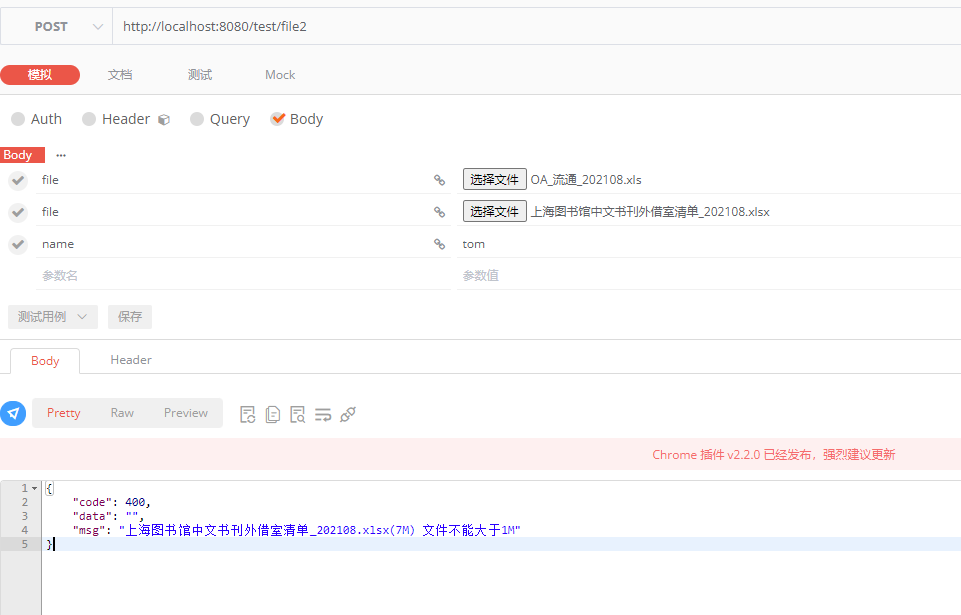 POST http://localhost:8080/test/file2
模拟 文档 测试 Mock
Auth Header Query Body
Body ...
file 选择文件 OA_流通_202108.xls
file 选择文件 上海图书馆中文书刊外借室清单_202108.xlsx
name tom
参数名 参数值
测试用例 保存
Body Header
Pretty Raw Preview
Chrome 插件 v2.2.0 已经发布，强烈建议更新
1 {
2 "code": 400,
3 "data": "",
4 "msg": "上海图书馆中文书刊外借室清单_202108.xlsx(7M) 文件不能大于1M"
5 }